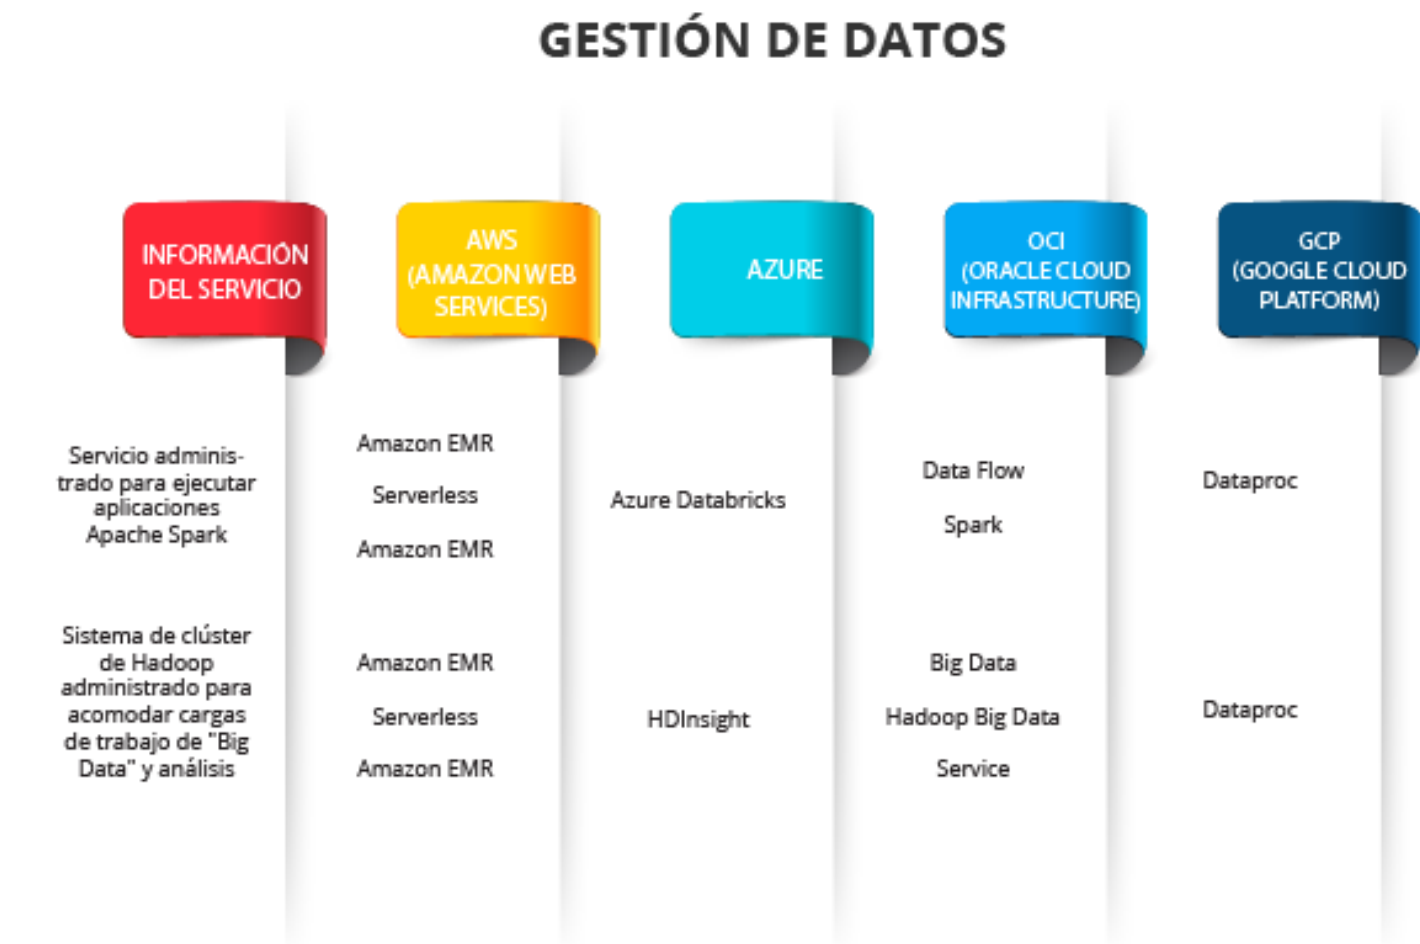 GESTIÓN DE DATOS
INFORMACIÓN
DEL SERVICIO
AWS
(AMAZON WEB
SERVICES)
AZURE
OCI
(ORACLE CLOUD
INFRASTRUCTURE)
GCP
(GOOGLE CLOUD
PLATFORM)
Servicio adminis-
trado para ejecutar
aplicaciones
Apache Spark
Amazon EMR
Serverless
Amazon EMR
Azure Databricks
Data Flow
Spark
Dataproc
Sistema de clúster
de Hadoop
administrado para
acomodar cargas
de trabajo de "Big
Data" y análisis
Amazon EMR
Serverless
Amazon EMR
HDInsight
Big Data
Hadoop Big Data
Service
Dataproc